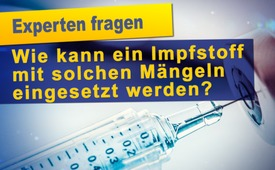 Experten fragen
Wie kann ein Impfstoff
mit solchen Mängeln
eingesetzt werden?